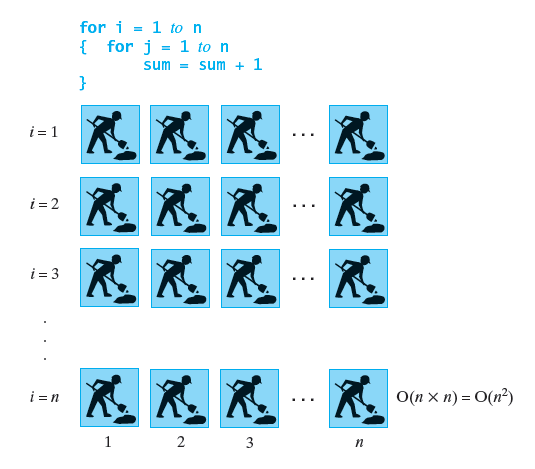 for i = 1 to n
{ for j = 1 to n
sum = sum + 1
}
i = 1 ...
i = 2 ...
i = 3 ...
.
.
.
i = n ... O(n × n) = O(n²)
1 2 3 n